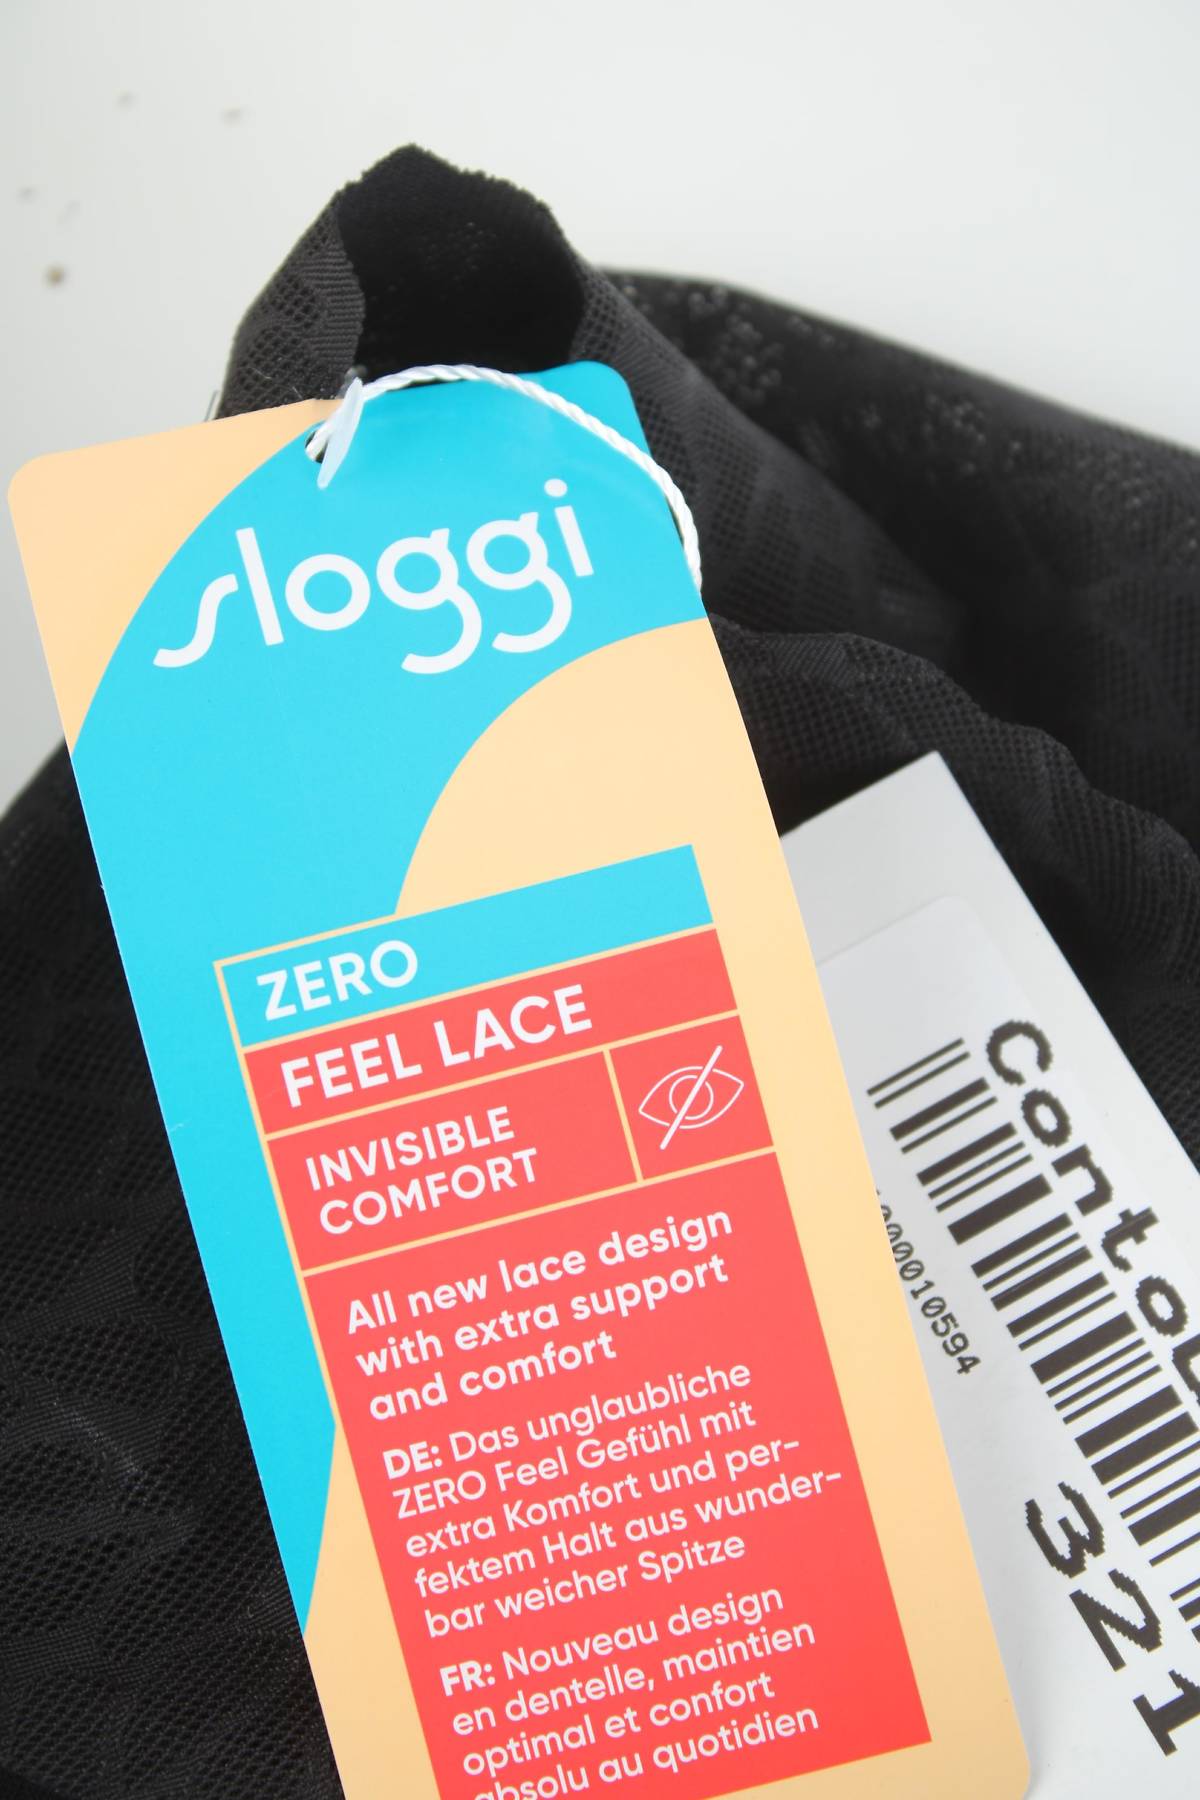 sloggi
ZERO
FEEL LACE
INVISIBLE
COMFORT
All new lace design
with extra support
and comfort
DE: Das unglaubliche
ZERO Feel Gefühl mit
extra Komfort und per-
fektem Halt aus wunder-
bar weicher Spitze
FR: Nouveau design
en dentelle, maintien
optimal et confort
absolu au quotidien
321